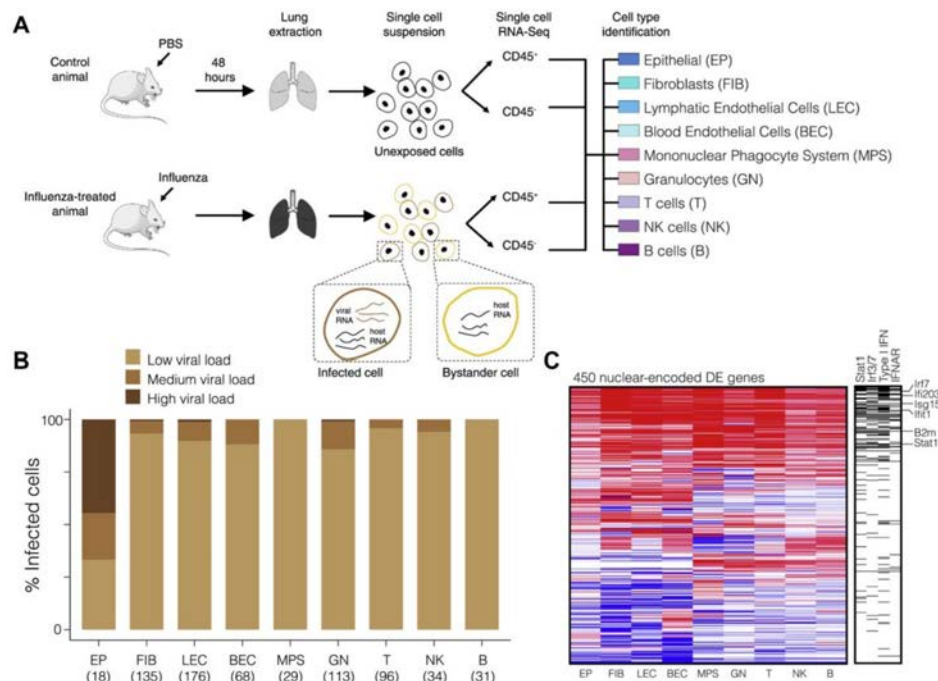 A
Control
animal
PBS
48
hours
Lung
extraction
Single cell
suspension
Unexposed cells
Single cell
RNA-Seq
CD45+
CD45-
Cell type
identification
Epithelial (EP)
Fibroblasts (FIB)
Lymphatic Endothelial Cells (LEC)
Blood Endothelial Cells (BEC)
Mononuclear Phagocyte System (MPS)
Granulocytes (GN)
T cells (T)
NK cells (NK)
B cells (B)
Influenza-treated
animal
Influenza
CD45+
CD45-
viral
RNA
host
RNA
Infected cell
host
RNA
Bystander cell
B
Low viral load
Medium viral load
High viral load
% Infected cells
100
0
EP FIB LEC BEC MPS GN T NK B
(18) (135) (176) (68) (29) (113) (96) (34) (31)
C
450 nuclear-encoded DE genes
Stat1
Irf3/7
Type I IFN
IFNAR
Irf7
Ifi203
Isg15
Ifit1
B2m
Stat1
EP FIB LEC BEC MPS GN T NK B